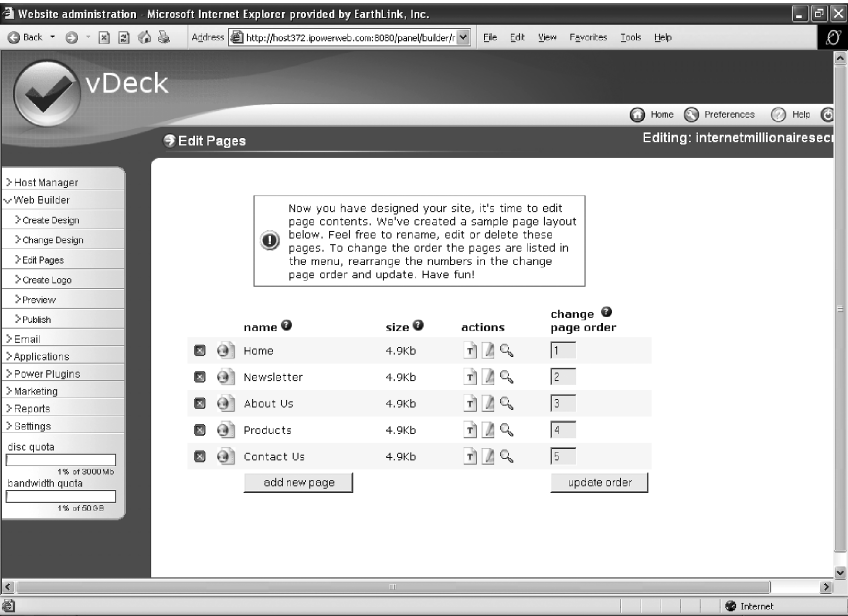 Website administration - Microsoft Internet Explorer provided by EarthLink, Inc.
Back
Address http://host372.ipowerweb.com:8080/panel/builder/r File Edit View Favorites Tools Help
vDeck
Home Preferences Help
Edit Pages
Editing: internetmillionairesecr
Host Manager
Web Builder
Create Design
Change Design
Edit Pages
Create Logo
Preview
Publish
Email
Applications
Power Plugins
Marketing
Reports
Settings
disc quota
1% of 3000Mb
bandwidth quota
1% of 60GB
Now you have designed your site, it's time to edit
page contents. We've created a sample page layout
below. Feel free to rename, edit or delete these
pages. To change the order the pages are listed in
the menu, rearrange the numbers in the change
page order and update. Have fun!
name ? size ? actions change ?
page order
Home 4.9Kb T 1
Newsletter 4.9Kb T 2
About Us 4.9Kb T 3
Products 4.9Kb T 4
Contact Us 4.9Kb T 5
add new page update order
Internet